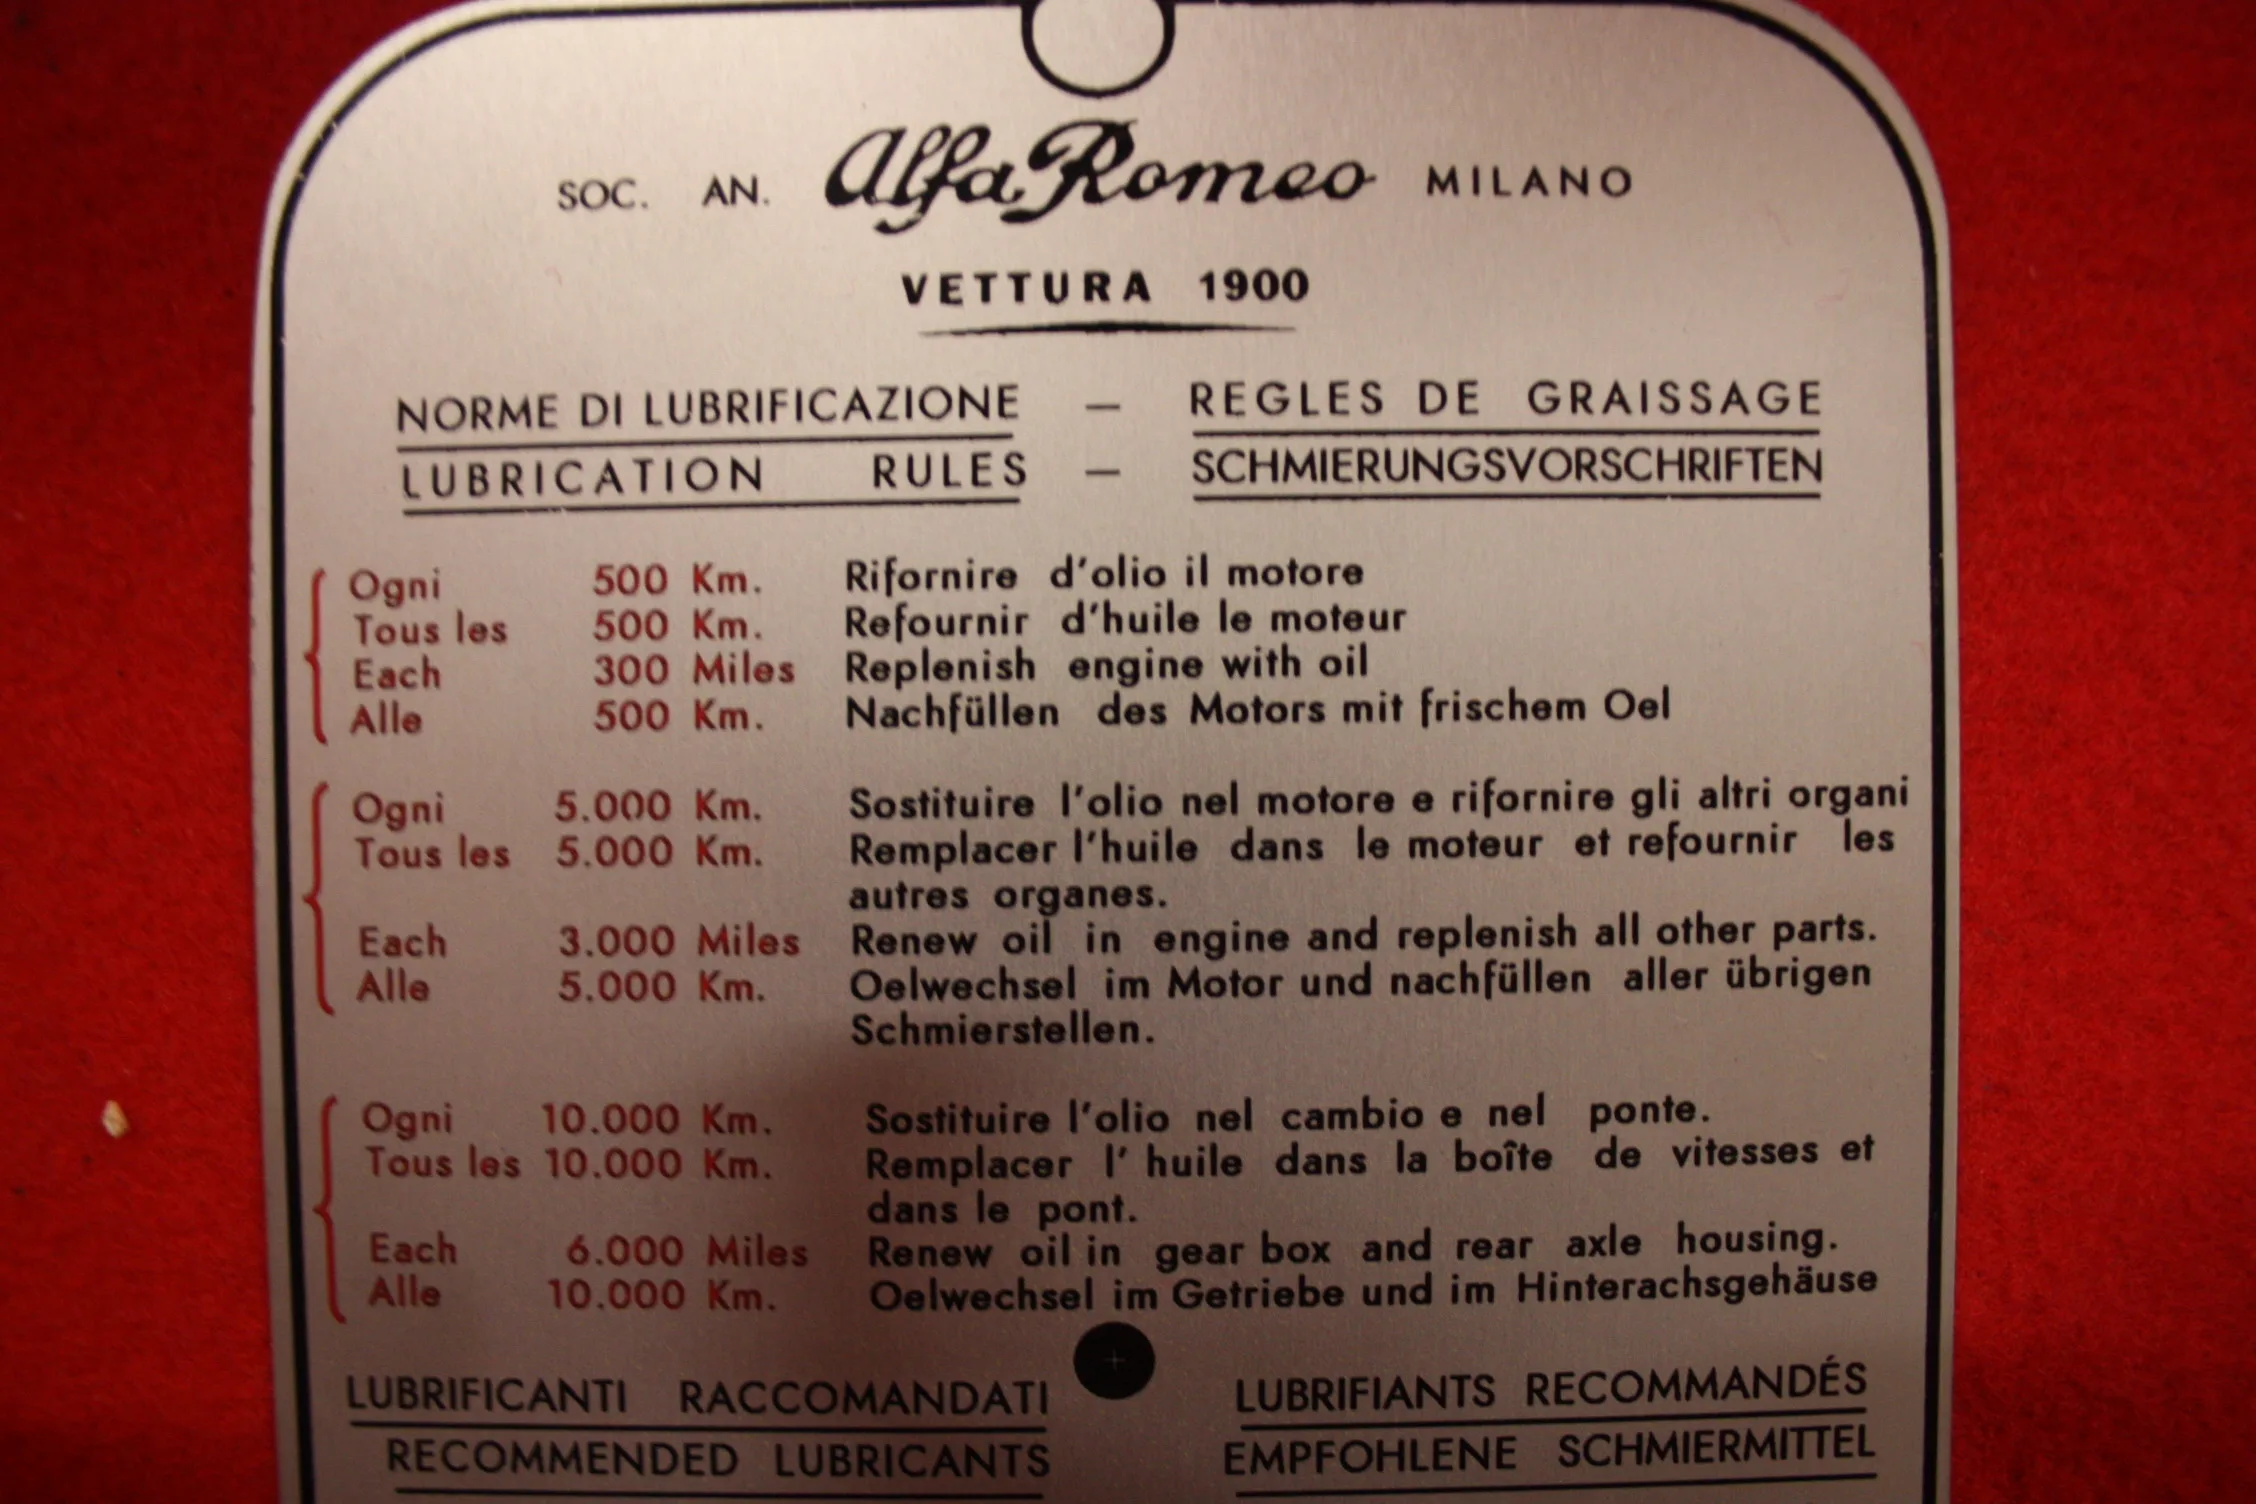 SOC. AN. Alfa Romeo MILANO
VETTURA 1900
NORME DI LUBRIFICAZIONE — REGLES DE GRAISSAGE
LUBRICATION RULES — SCHMIERUNGSVORSCHRIFTEN
Ogni 500 Km. Rifornire d'olio il motore
Tous les 500 Km. Refournir d'huile le moteur
Each 300 Miles Replenish engine with oil
Alle 500 Km. Nachfüllen des Motors mit frischem Oel
Ogni 5.000 Km. Sostituire l'olio nel motore e rifornire gli altri organi
Tous les 5.000 Km. Remplacer l'huile dans le moteur et refournir les
autres organes.
Each 3.000 Miles Renew oil in engine and replenish all other parts.
Alle 5.000 Km. Oelwechsel im Motor und nachfüllen aller übrigen
Schmierstellen.
Ogni 10.000 Km. Sostituire l'olio nel cambio e nel ponte.
Tous les 10.000 Km. Remplacer l' huile dans la boîte de vitesses et
dans le pont.
Each 6.000 Miles Renew oil in gear box and rear axle housing.
Alle 10.000 Km. Oelwechsel im Getriebe und im Hinterachsgehäuse
LUBRIFICANTI RACCOMANDATI LUBRIFIANTS RECOMMANDÉS
RECOMMENDED LUBRICANTS EMPFOHLENE SCHMIERMITTEL